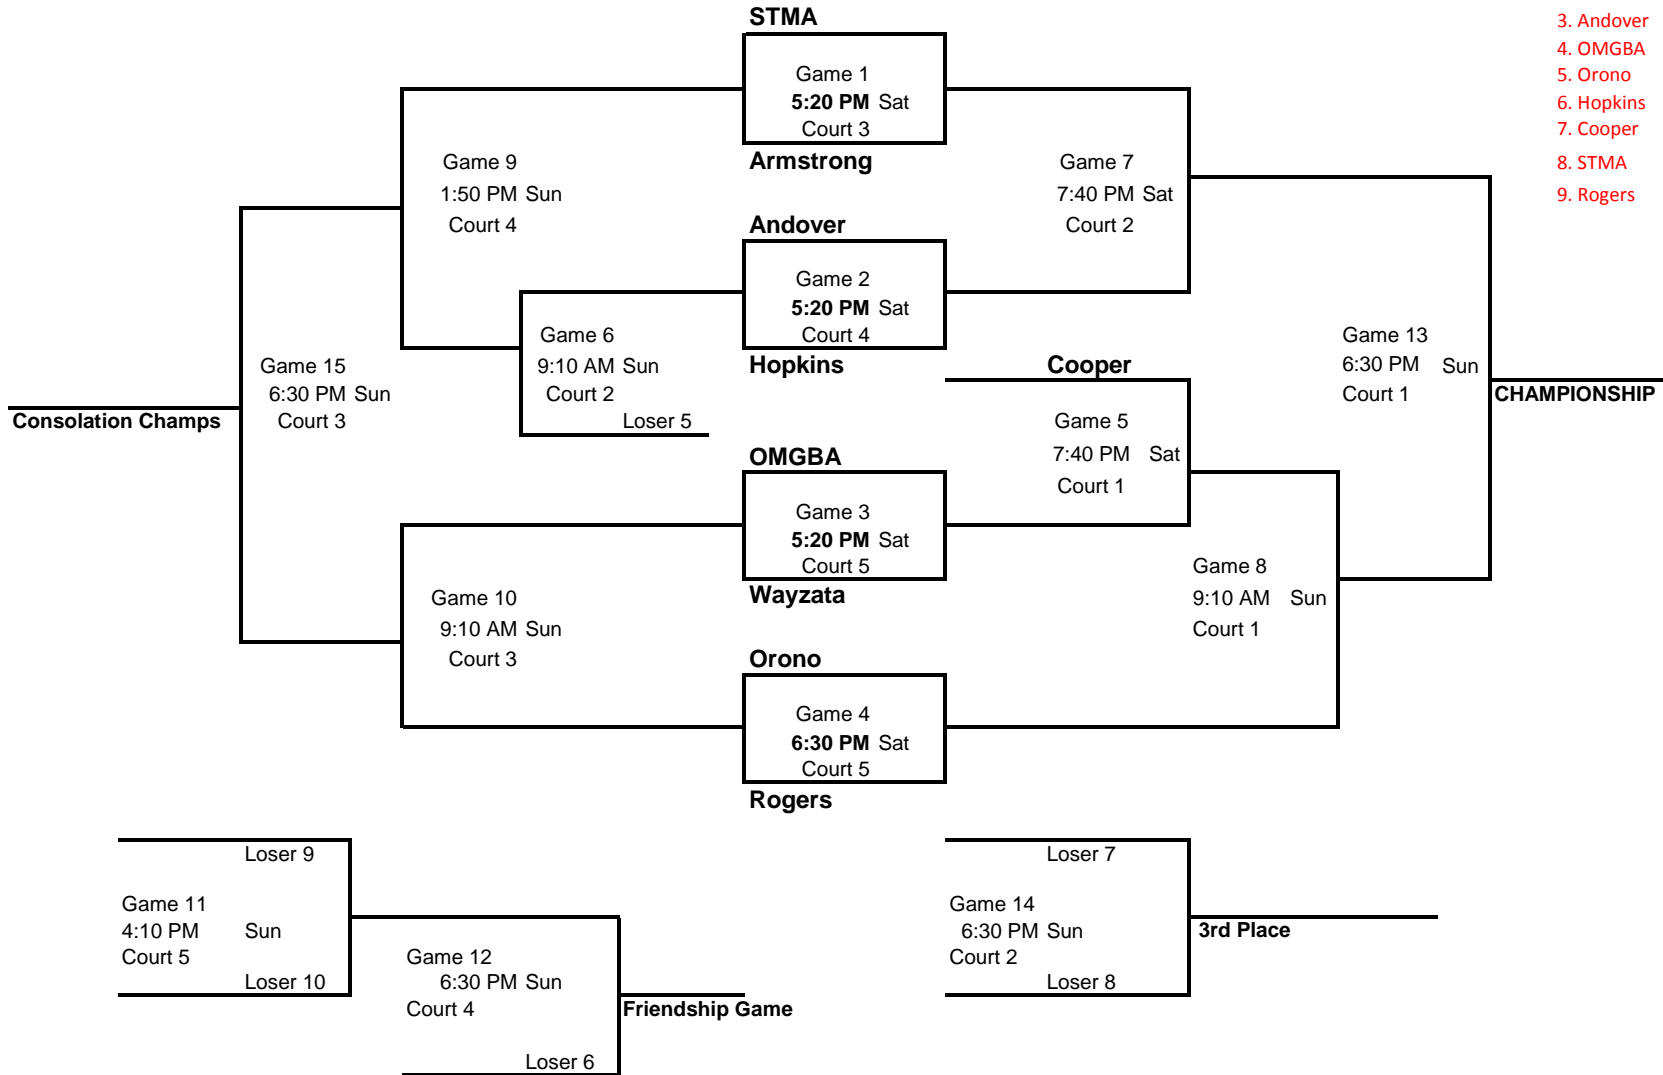 STMA
3. Andover
4. OMGBA
5. Orono
6. Hopkins
7. Cooper
8. STMA
9. Rogers
Game 1
5:20 PM Sat
Court 3
Armstrong
Game 9
1:50 PM Sun
Court 4
Game 7
7:40 PM Sat
Court 2
Andover
Game 2
5:20 PM Sat
Court 4
Hopkins
Game 6
9:10 AM Sun
Court 2
Loser 5
Game 15
6:30 PM Sun
Court 3
Consolation Champs
Cooper
Game 5
7:40 PM Sat
Court 1
Game 13
6:30 PM Sun
Court 1
CHAMPIONSHIP
OMGBA
Game 3
5:20 PM Sat
Court 5
Wayzata
Game 8
9:10 AM Sun
Court 1
Game 10
9:10 AM Sun
Court 3
Orono
Game 4
6:30 PM Sat
Court 5
Rogers
Loser 9
Game 11
4:10 PM Sun
Court 5
Loser 10
Game 12
6:30 PM Sun
Court 4
Friendship Game
Loser 6
Loser 7
Game 14
6:30 PM Sun
Court 2
3rd Place
Loser 8